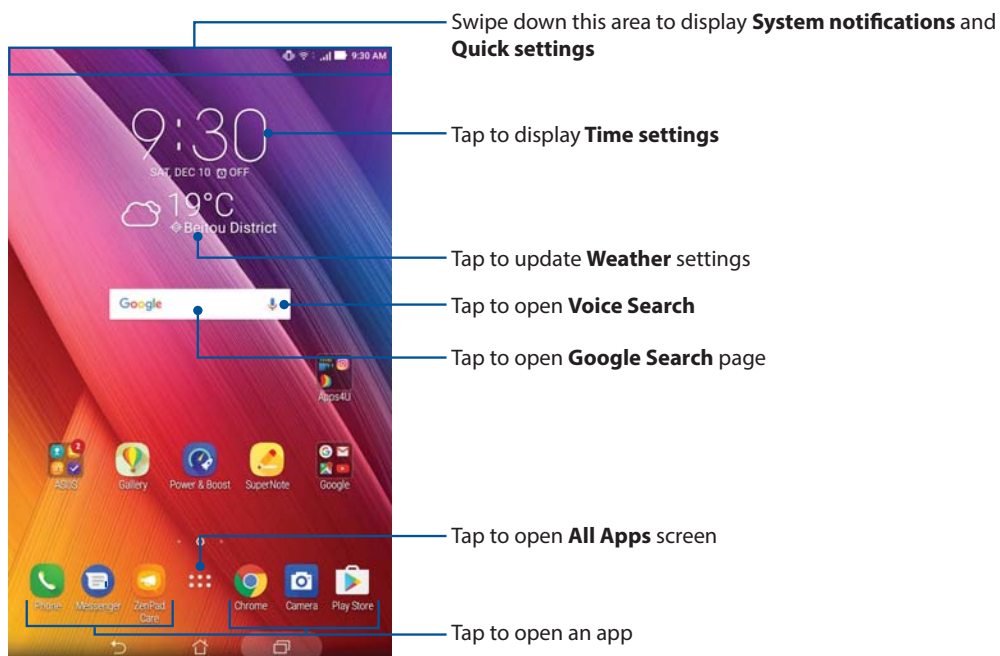 Swipe down this area to display System notifications and
Quick settings
9:30 AM
9:30
Tap to display Time settings
SAT, DEC 10 OFF
19°C
Beitou District
Tap to update Weather settings
Google
Tap to open Voice Search
Tap to open Google Search page
Apps4U
2
ASUS Gallery Power & Boost SuperNote Google
Tap to open All Apps screen
Phone Messenger ZenPad Chrome Camera Play Store
Care
Tap to open an app